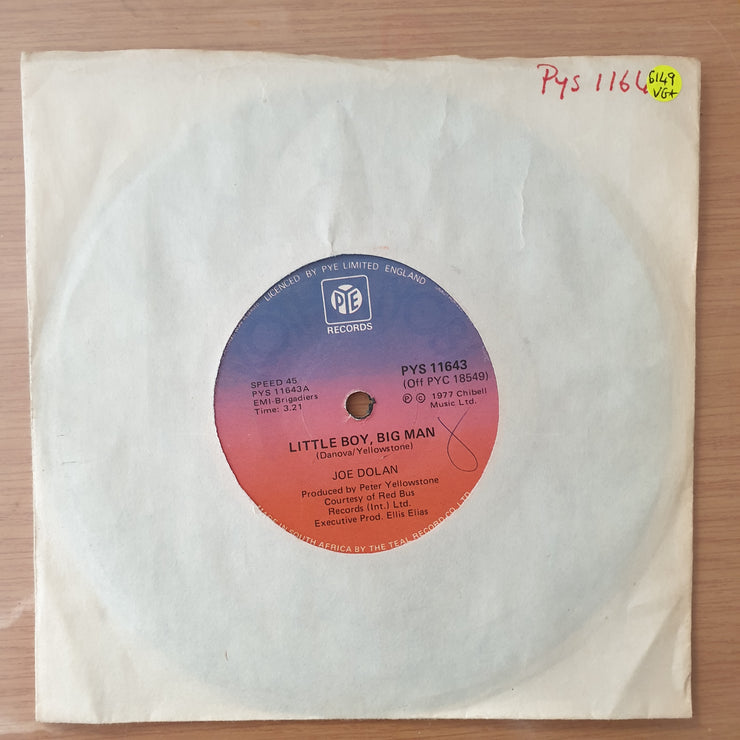 Pys 1164
6149
VG+
LICENCED BY PYE LIMITED ENGLAND
PYE
RECORDS
SPEED 45
PYS 11643A
EMI-Brigadiers
Time: 3.21
PYS 11643
(Off PYC 18549)
℗ © 1977 Chibell
Music Ltd.
LITTLE BOY, BIG MAN
(Danova/Yellowstone)
JOE DOLAN
Produced by Peter Yellowstone
Courtesy of Red Bus
Records (Int.) Ltd.
Executive Prod. Ellis Elias
IN SOUTH AFRICA BY THE TEAL RECORD CO. LTD